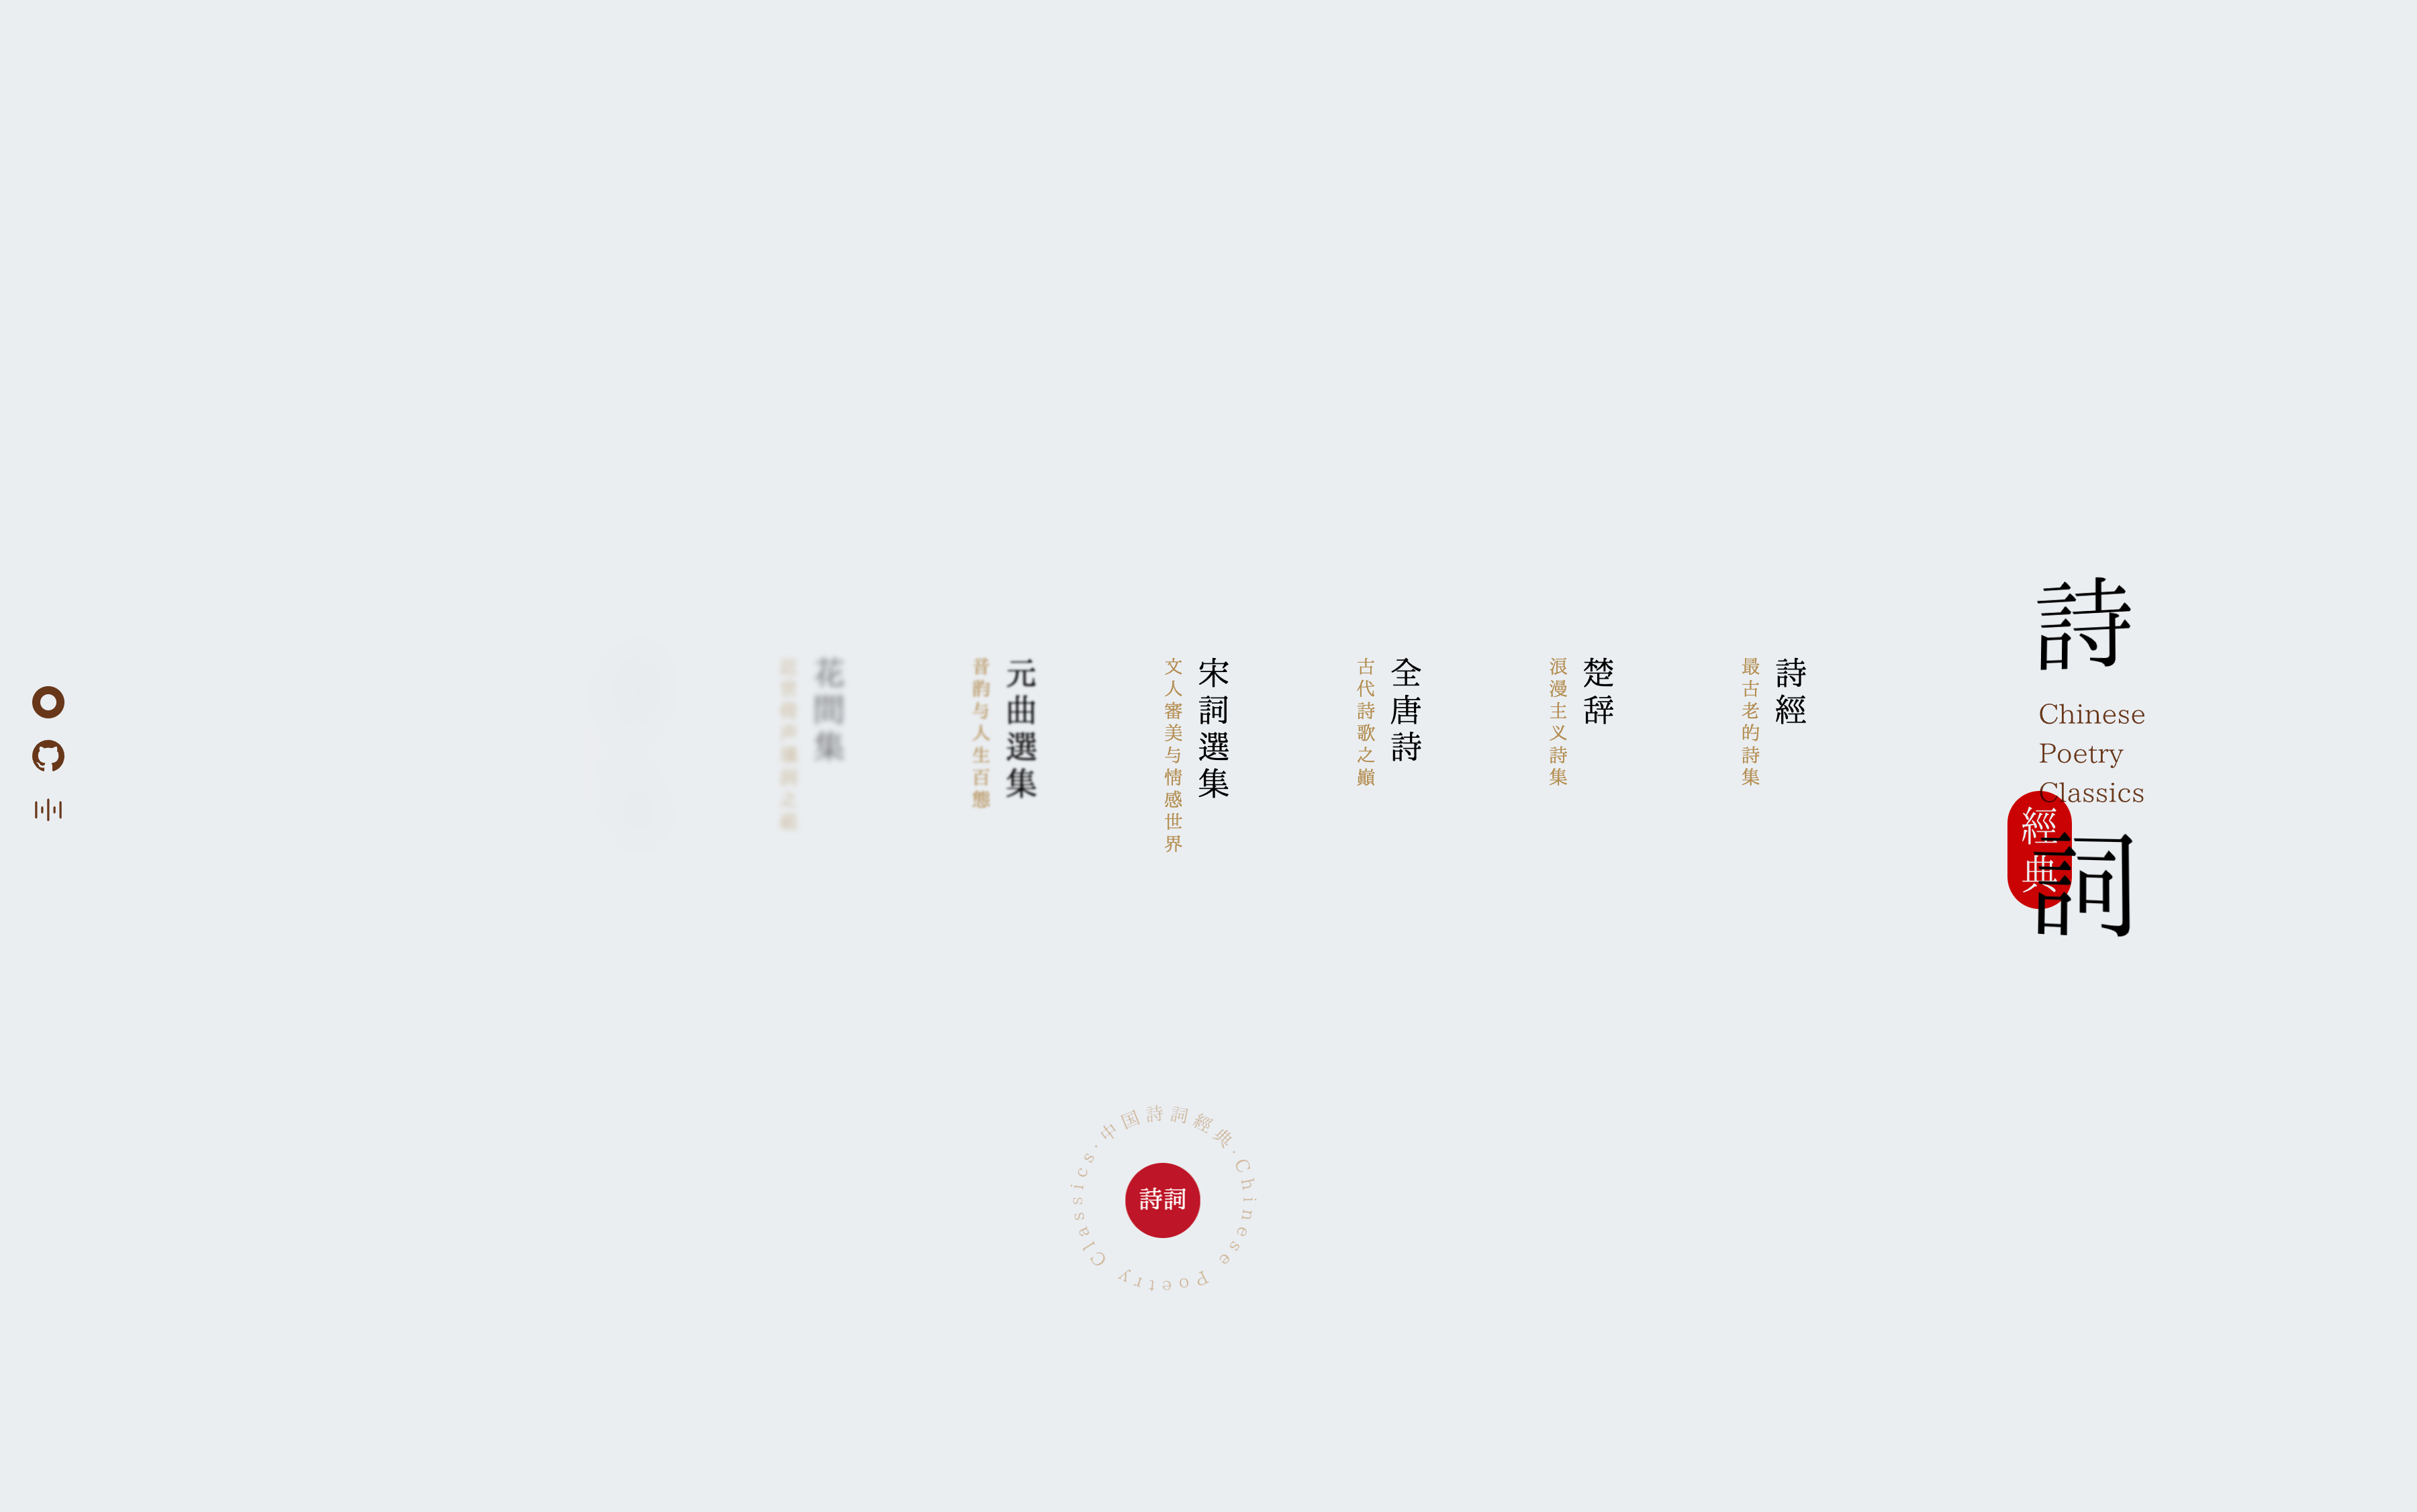 詩
Chinese
Poetry
Classics
詞
經典
詩經
最古老的詩集
楚辞
浪漫主义詩集
全唐詩
古代詩歌之巔
宋詞選集
文人審美与情感世界
元曲選集
音韵与人生百態
花間集
·中国詩詞經典·Chinese Poetry Classics
詩詞